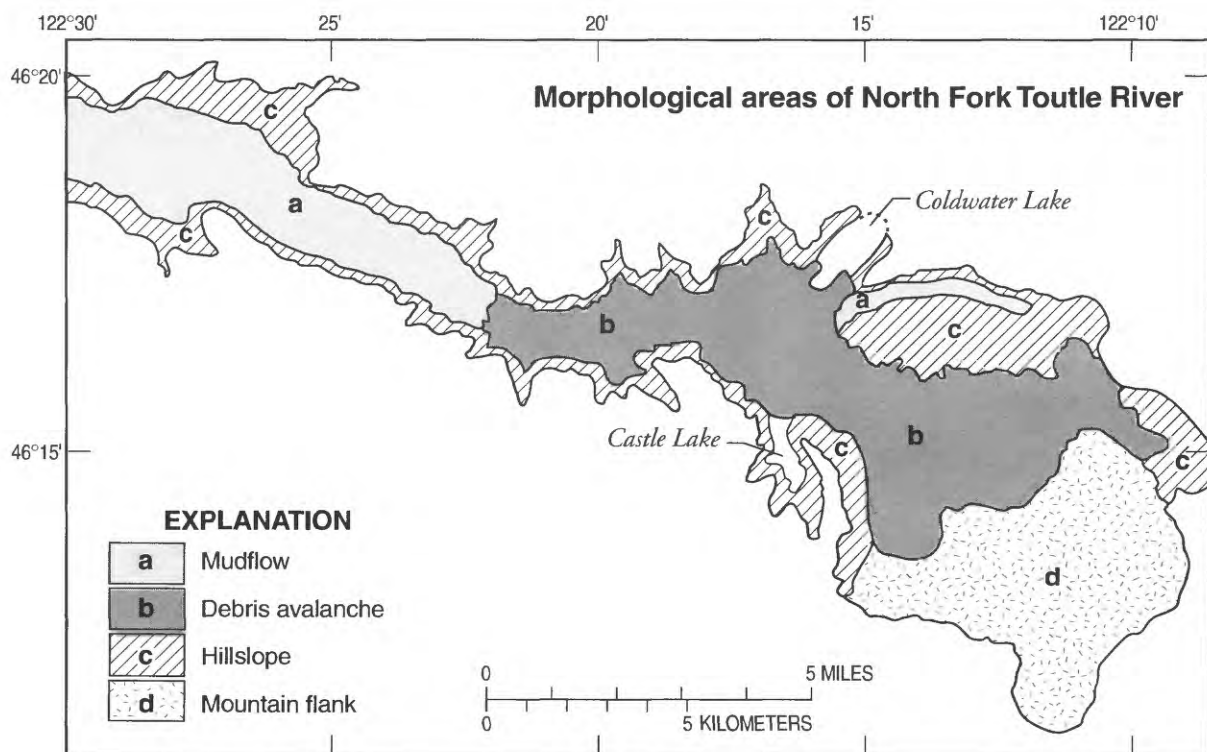 122°30' 25' 20' 15' 122°10'
46°20'
Morphological areas of North Fork Toutle River
c
a
c
c
Coldwater Lake
a
c
b
b
Castle Lake
c
c
46°15'
d
EXPLANATION
a Mudflow
b Debris avalanche
c Hillslope
d Mountain flank
0 5 MILES
0 5 KILOMETERS